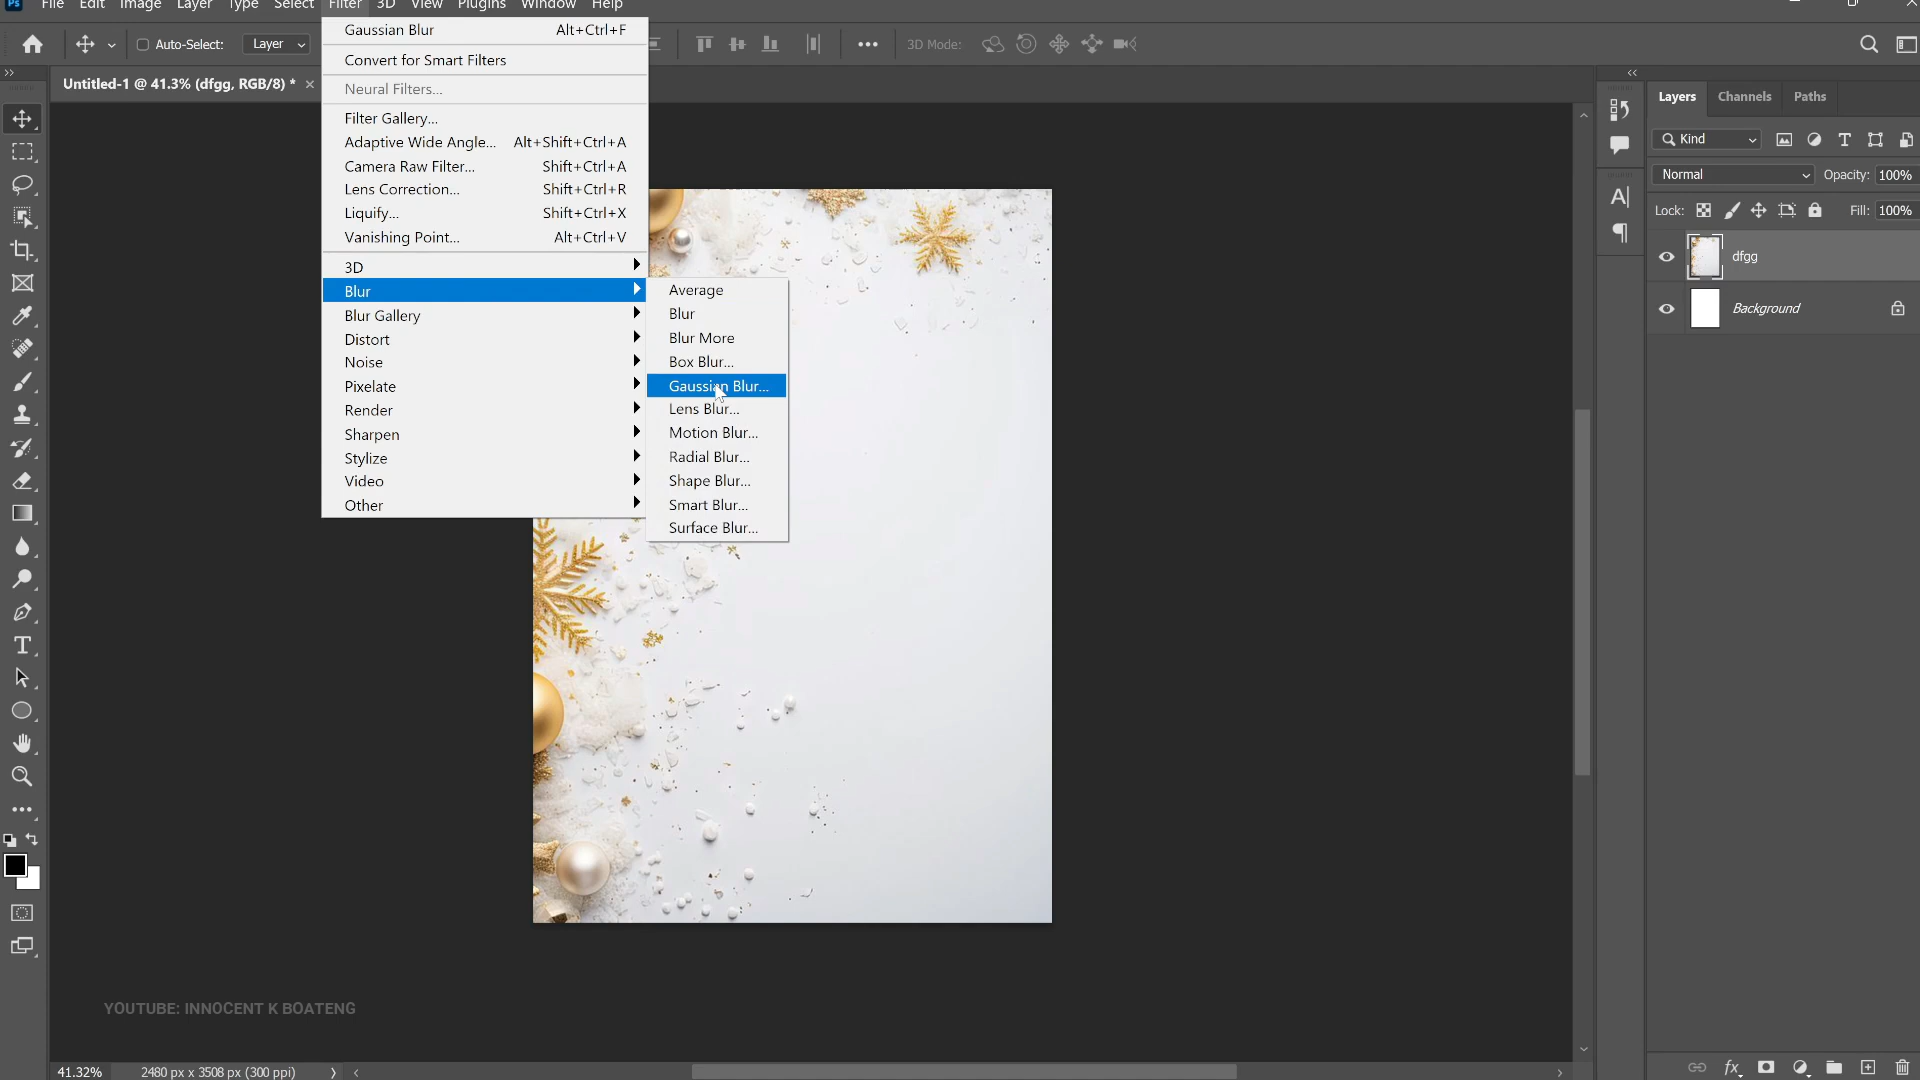 Ps File Edit Image Layer Type Select Filter 3D View Plugins Window Help
Auto-Select: Layer 3D Mode:
Untitled-1 @ 41.3% (dfgg, RGB/8) *
Gaussian Blur Alt+Ctrl+F
Convert for Smart Filters
Neural Filters...
Filter Gallery...
Adaptive Wide Angle... Alt+Shift+Ctrl+A
Camera Raw Filter... Shift+Ctrl+A
Lens Correction... Shift+Ctrl+R
Liquify... Shift+Ctrl+X
Vanishing Point... Alt+Ctrl+V
3D
Blur
Blur Gallery
Distort
Noise
Pixelate
Render
Sharpen
Stylize
Video
Other
Average
Blur
Blur More
Box Blur...
Gaussian Blur...
Lens Blur...
Motion Blur...
Radial Blur...
Shape Blur...
Smart Blur...
Surface Blur...
Layers Channels Paths
Kind
Normal Opacity: 100%
Lock: Fill: 100%
dfgg
Background
YOUTUBE: INNOCENT K BOATENG
41.32% 2480 px x 3508 px (300 ppi)